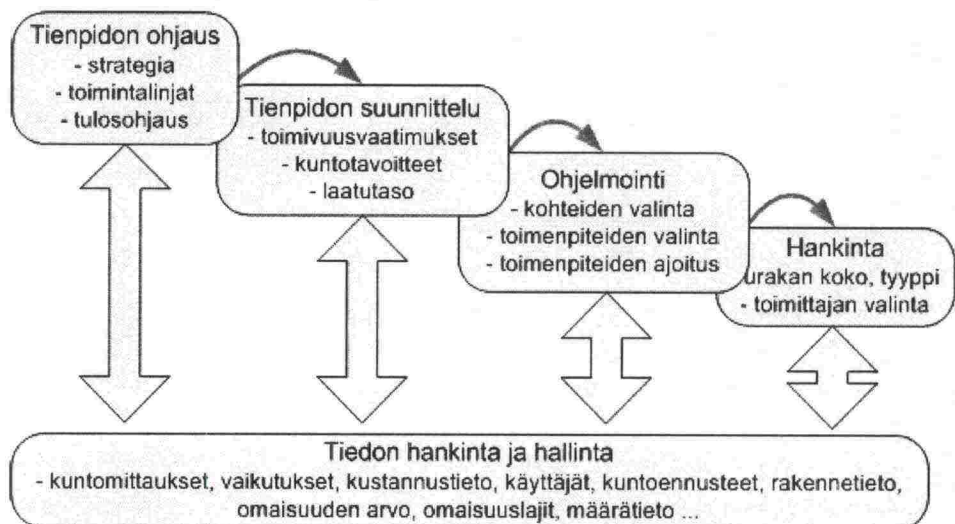 Tienpidon ohjaus
- strategia
- toimintalinjat
- tulosohjaus
Tienpidon suunnittelu
- toimivuusvaatimukset
- kuntotavoitteet
- laatutaso
Ohjelmointi
- kohteiden valinta
- toimenpiteiden valinta
- toimenpiteiden ajoitus
Hankinta
urakan koko, tyyppi
- toimittajan valinta
Tiedon hankinta ja hallinta
- kuntomittaukset, vaikutukset, kustannustieto, käyttäjät, kuntoennusteet, rakennetieto,
omaisuuden arvo, omaisuuslajit, määrätieto ...